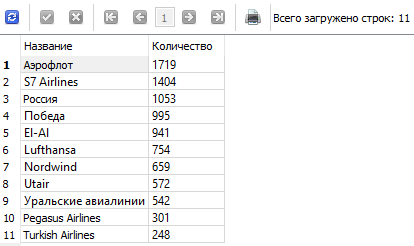 1 Всего загружено строк: 11
Название Количество
1 Аэрофлот 1719
2 S7 Airlines 1404
3 Россия 1053
4 Победа 995
5 El-Al 941
6 Lufthansa 754
7 Nordwind 659
8 Utair 572
9 Уральские авиалинии 542
10 Pegasus Airlines 301
11 Turkish Airlines 248